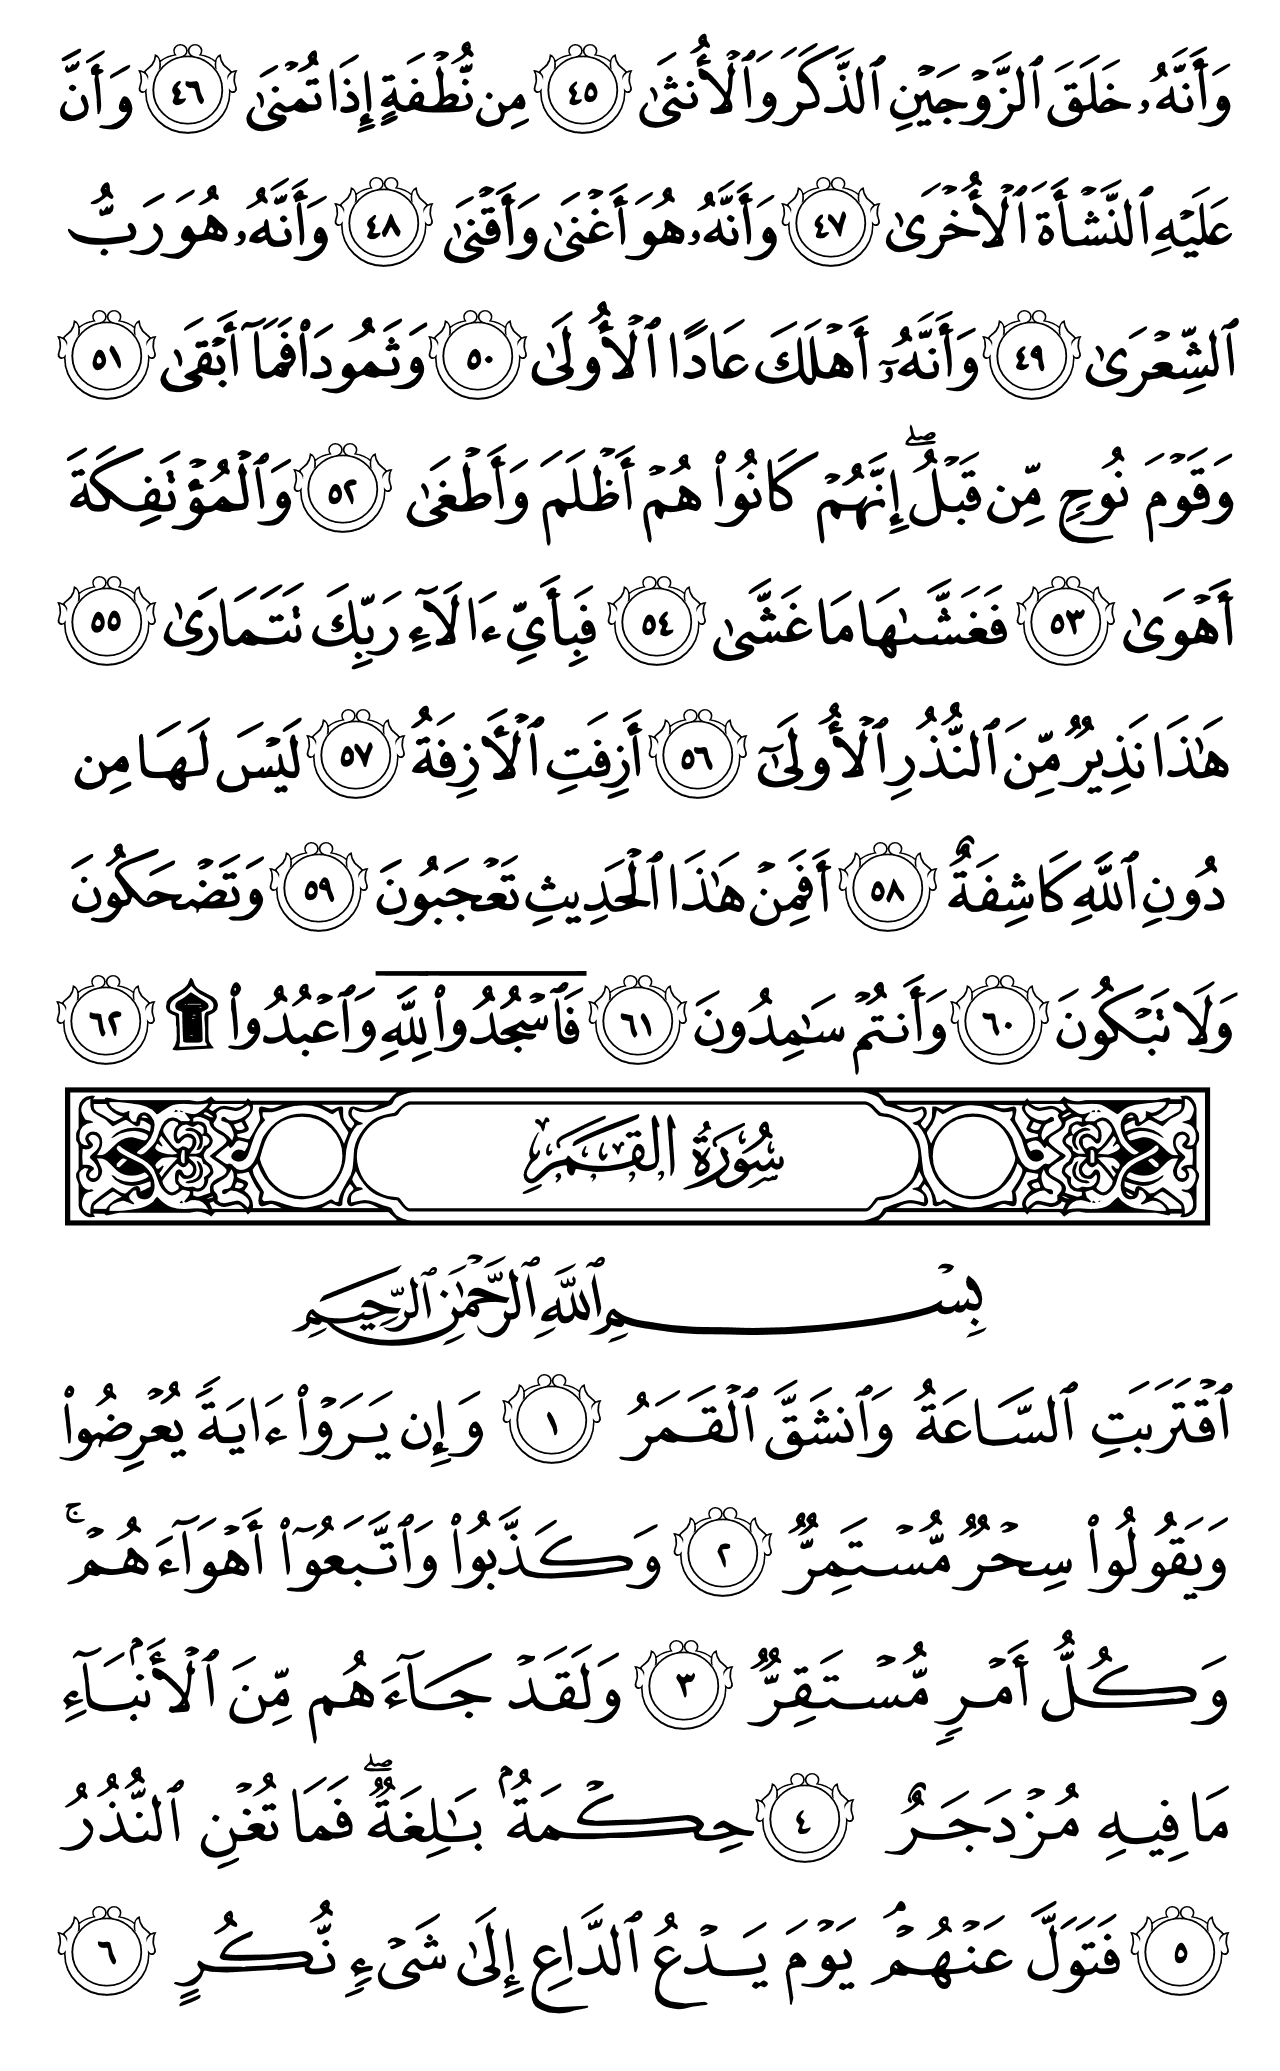 وَأَنَّهُۥ خَلَقَ ٱلزَّوۡجَيۡنِ ٱلذَّكَرَ وَٱلۡأُنثَىٰ ٤٥ مِن نُّطۡفَةٍ إِذَا تُمۡنَىٰ ٤٦ وَأَنَّ
عَلَيۡهِ ٱلنَّشۡأَةَ ٱلۡأُخۡرَىٰ ٤٧ وَأَنَّهُۥ هُوَ أَغۡنَىٰ وَأَقۡنَىٰ ٤٨ وَأَنَّهُۥ هُوَ رَبُّ
ٱلشِّعۡرَىٰ ٤٩ وَأَنَّهُۥٓ أَهۡلَكَ عَادًا ٱلۡأُولَىٰ ٥٠ وَثَمُودَاْ فَمَآ أَبۡقَىٰ ٥١
وَقَوۡمَ نُوحٖ مِّن قَبۡلُۖ إِنَّهُمۡ كَانُواْ هُمۡ أَظۡلَمَ وَأَطۡغَىٰ ٥٢ وَٱلۡمُؤۡتَفِكَةَ
أَهۡوَىٰ ٥٣ فَغَشَّىٰهَا مَا غَشَّىٰ ٥٤ فَبِأَيِّ ءَالَآءِ رَبِّكَ تَتَمَارَىٰ ٥٥
هَٰذَا نَذِيرٞ مِّنَ ٱلنُّذُرِ ٱلۡأُولَىٰٓ ٥٦ أَزِفَتِ ٱلۡأٓزِفَةُ ٥٧ لَيۡسَ لَهَا مِن
دُونِ ٱللَّهِ كَاشِفَةٌ ٥٨ أَفَمِنۡ هَٰذَا ٱلۡحَدِيثِ تَعۡجَبُونَ ٥٩ وَتَضۡحَكُونَ
وَلَا تَبۡكُونَ ٦٠ وَأَنتُمۡ سَٰمِدُونَ ٦١ فَٱسۡجُدُواْۤ لِلَّهِۤ وَٱعۡبُدُواْ ۩ ٦٢
سُورَةُ القَمَرِ
بِسۡمِ ٱللَّهِ ٱلرَّحۡمَٰنِ ٱلرَّحِيمِ
ٱقۡتَرَبَتِ ٱلسَّاعَةُ وَٱنشَقَّ ٱلۡقَمَرُ ١ وَإِن يَرَوۡاْ ءَايَةٗ يُعۡرِضُواْ
وَيَقُولُواْ سِحۡرٞ مُّسۡتَمِرّٞ ٢ وَكَذَّبُواْ وَٱتَّبَعُوٓاْ أَهۡوَآءَهُمۡۚ
وَكُلُّ أَمۡرٖ مُّسۡتَقِرّٞ ٣ وَلَقَدۡ جَآءَهُم مِّنَ ٱلۡأَنۢبَآءِ
مَا فِيهِ مُزۡدَجَرٌ ٤ حِكۡمَةُۢ بَٰلِغَةٞۖ فَمَا تُغۡنِ ٱلنُّذُرُ
٥ فَتَوَلَّ عَنۡهُمۡۘ يَوۡمَ يَدۡعُ ٱلدَّاعِ إِلَىٰ شَيۡءٖ نُّكُرٍ ٦